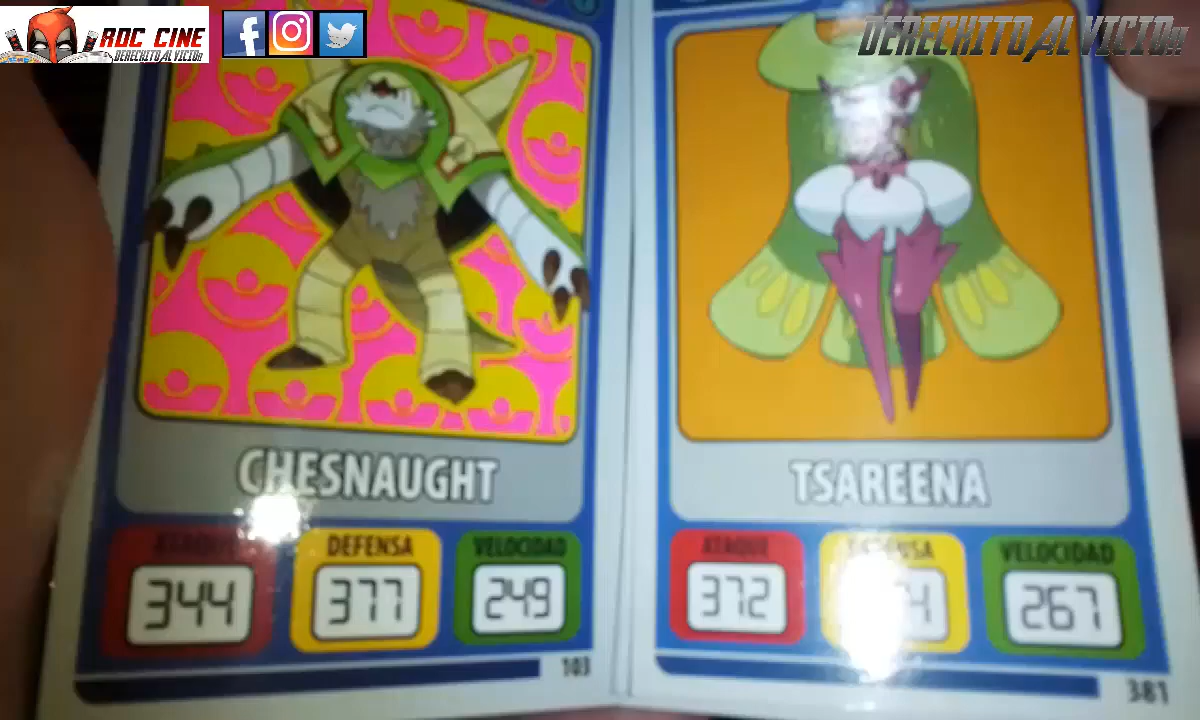 RDC CINE
DERECHITO AL VICIO!!
DERECHITO AL VICIO!!
CHESNAUGHT
DEFENSA VELOCIDAD
344 377 249
103
TSAREENA
ATAQUE VELOCIDAD
372 267
381